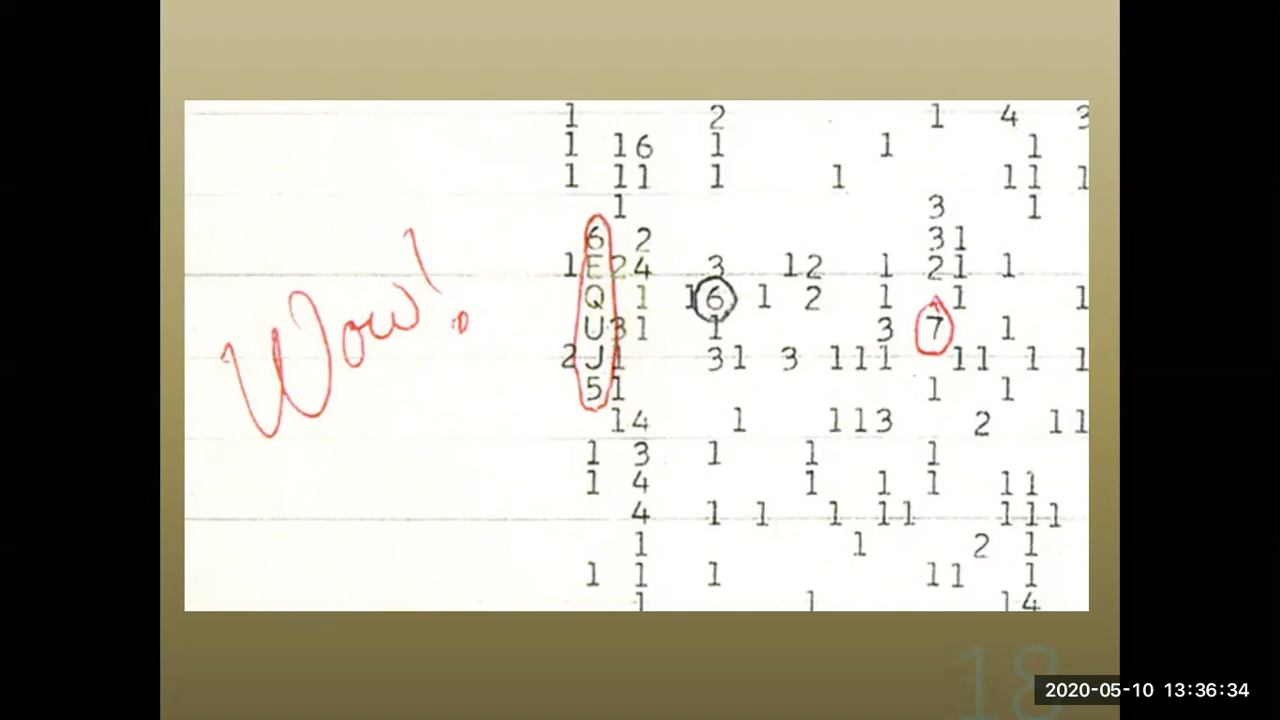 1 2 1 4 3
1 16 1 1 1
1 11 1 1 11 1
1 3 1
6 2 31
1E24 3 12 1 21 1
Q 1 16 1 2 1 1 1
U31 1 3 7 1
Wow!
2J1 31 3 111 11 1 1
51 1 1
14 1 113 2 11
1 3 1 1 1
1 4 1 1 1 11
4 1 1 1 11 111
1 1 2 1
1 1 1 11 1
1 1 14
18
2020-05-10 13:36:34